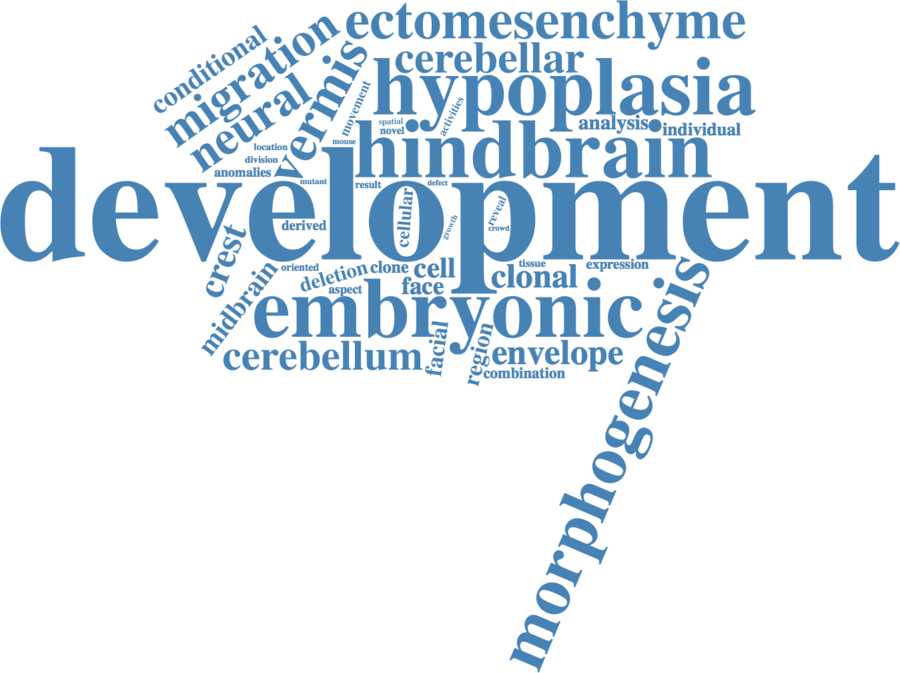 ectomesenchyme
conditional
migration
cerebellar
vermis
hypoplasia
neural
movement
activities
spatial
novel
analysis
individual
mouse
hindbrain
location
division
anomalies
mutant
result
defect
development
cellular
reveal
derived
growth
crowd
crest
midbrain
oriented
deletion
clone
cell
tissue
expression
clonal
aspect
face
embryonic
morphogenesis
cerebellum
facial
region
envelope
combination